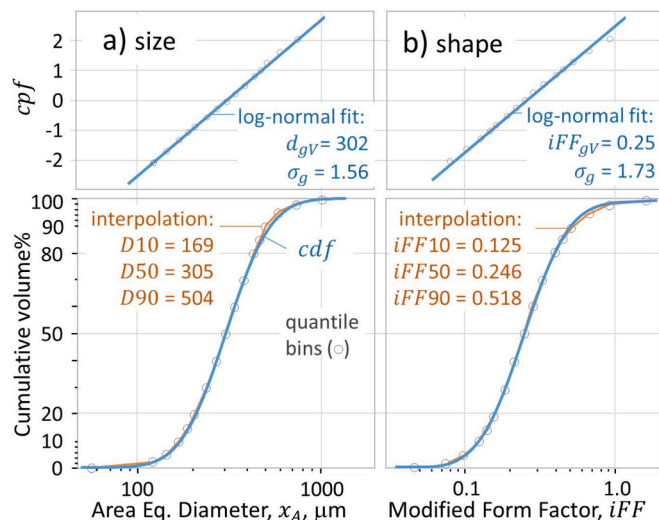 a) size
b) shape
cpf
2
1
0
-1
-2
log-normal fit:
d_gV = 302
σ_g = 1.56
log-normal fit:
iFF_gV = 0.25
σ_g = 1.73
Cumulative volume%
100
90
80
50
20
10
0
interpolation:
D10 = 169
D50 = 305
D90 = 504
cdf
quantile
bins (○)
interpolation:
iFF10 = 0.125
iFF50 = 0.246
iFF90 = 0.518
100
1000
0.1
1.0
Area Eq. Diameter, x_A, μm
Modified Form Factor, iFF